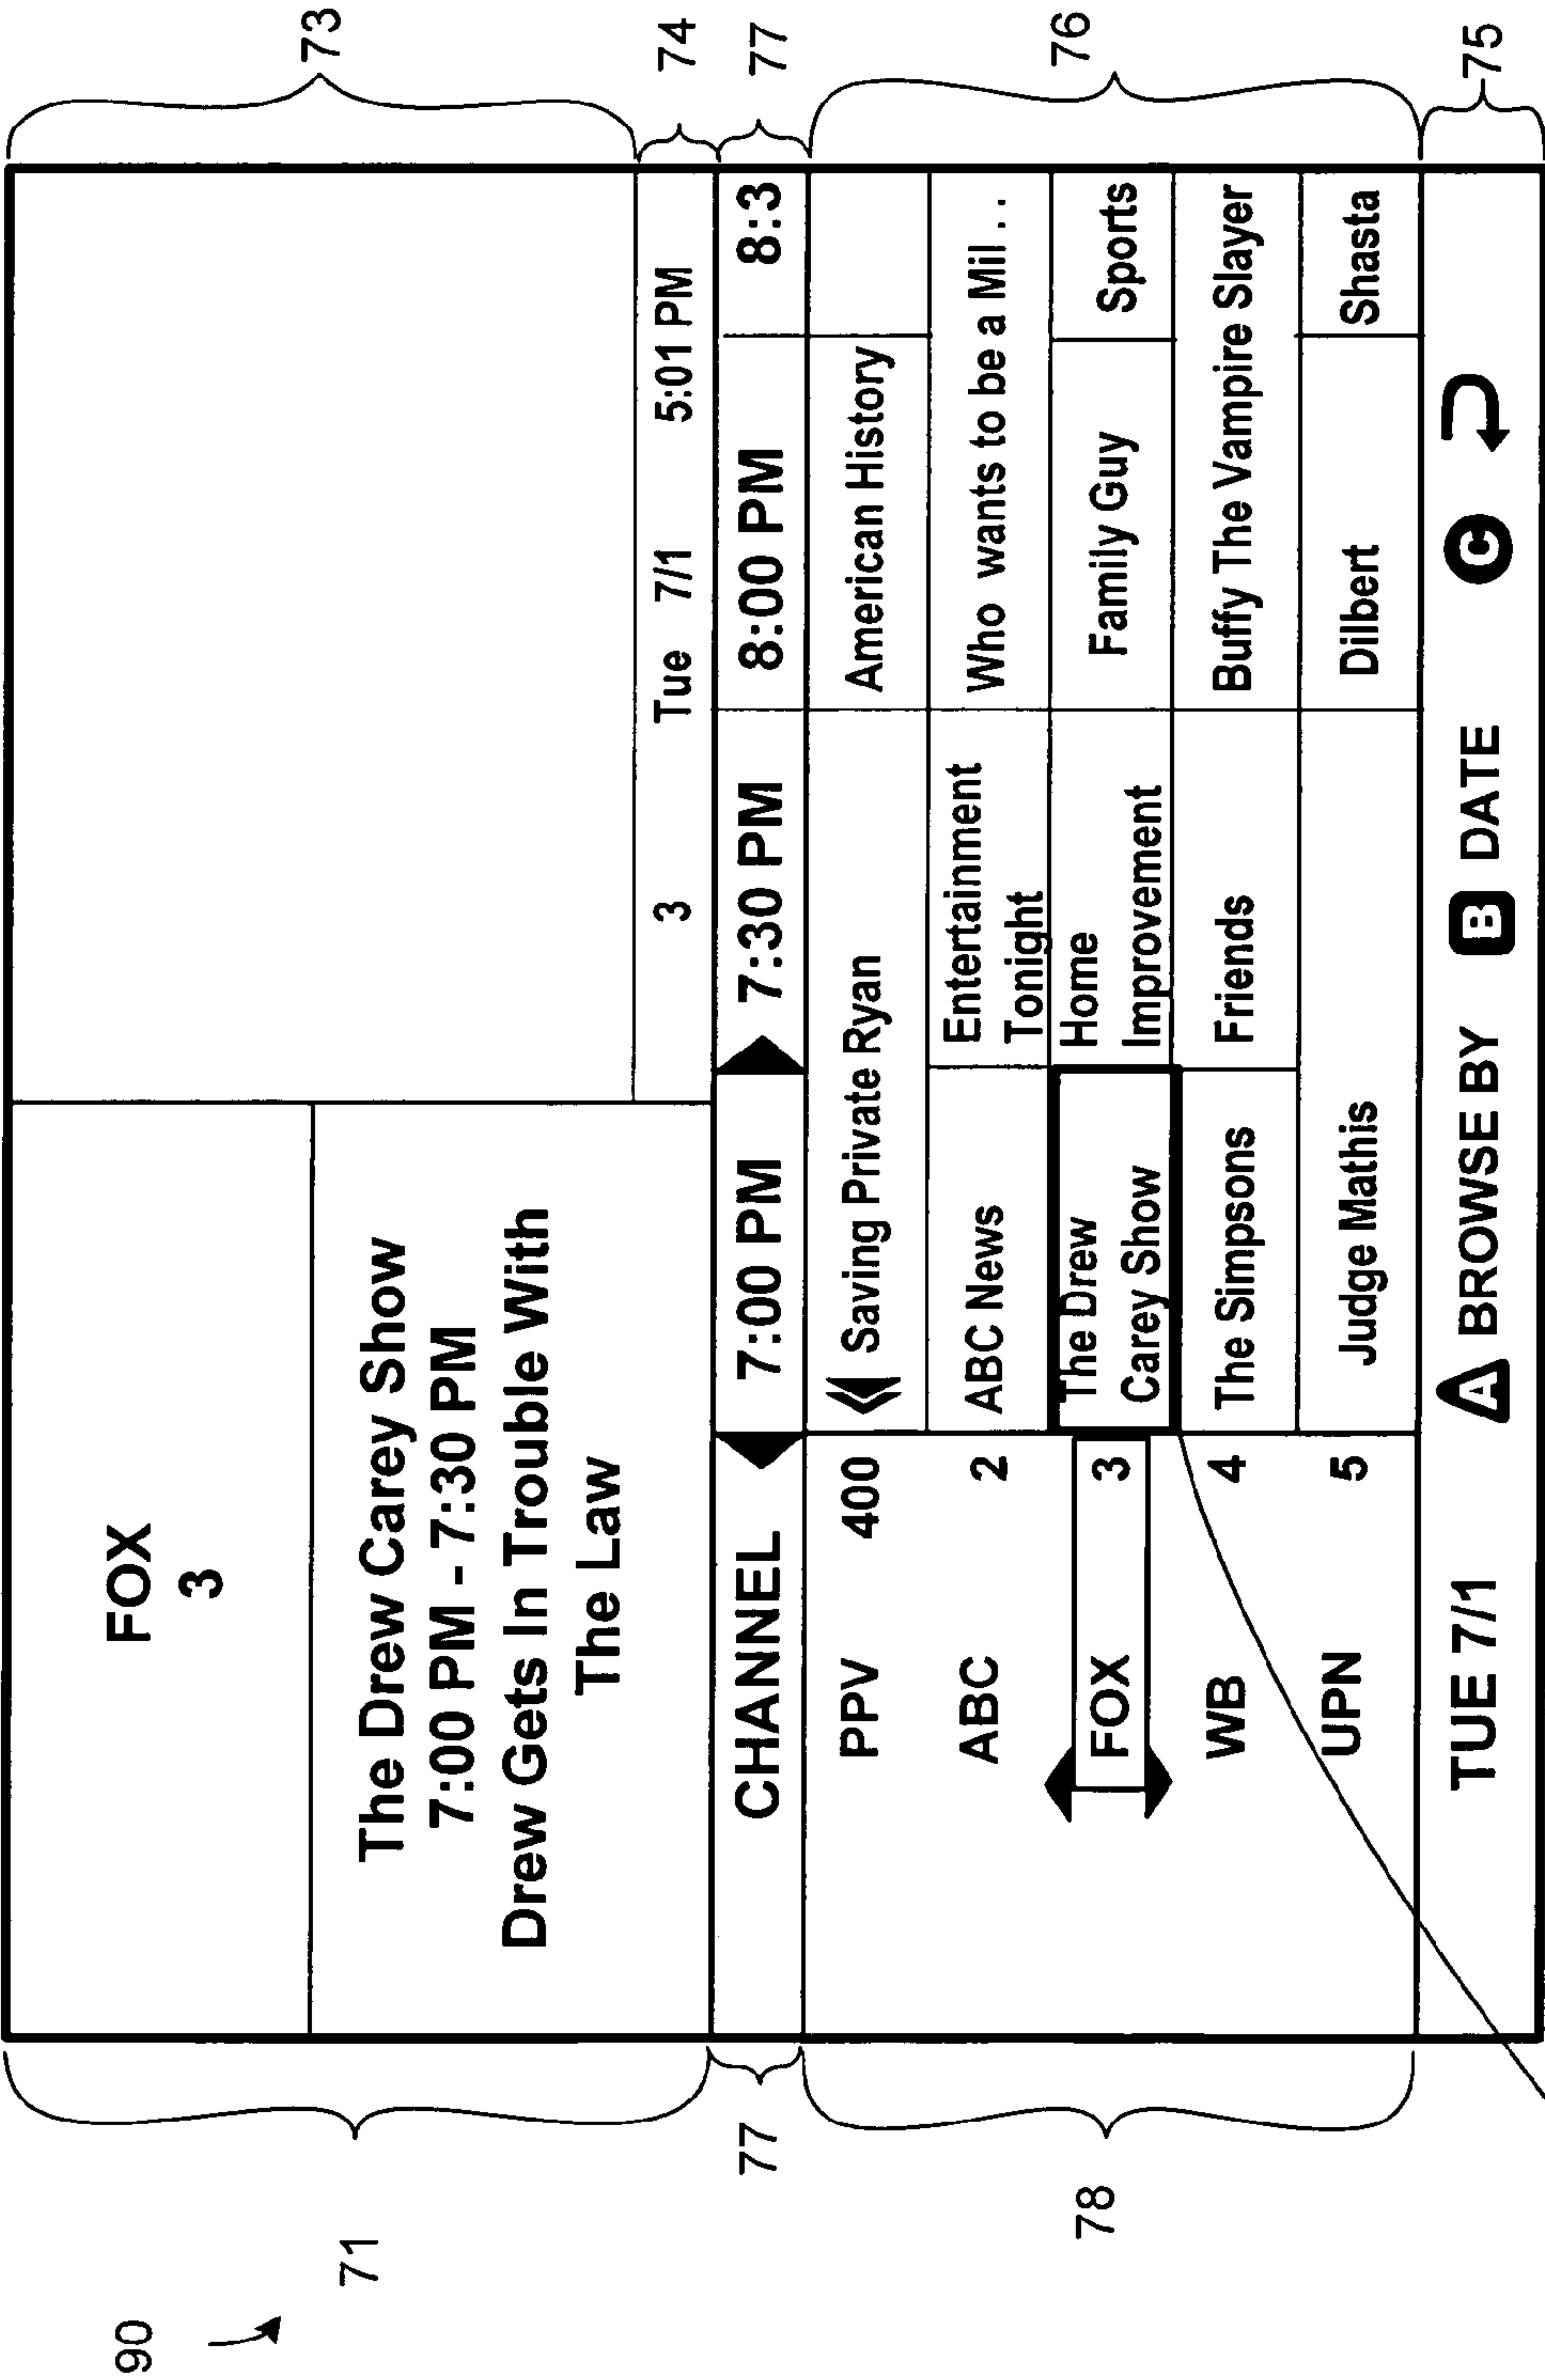 90
71
73
FOX
3
The Drew Carey Show
7:00 PM - 7:30 PM
Drew Gets In Trouble With
The Law
3 Tue 7/1 5:01 PM
74
77
CHANNEL 7:00 PM 7:30 PM 8:00 PM 8:3
77
78
76
PPV 400 Saving Private Ryan American History
ABC 2 ABC News Entertainment Tonight Who wants to be a Mil . . .
FOX 3 The Drew Carey Show Home Improvement Family Guy Sports
WB 4 The Simpsons Friends Buffy The Vampire Slayer
UPN 5 Judge Mathis Dilbert Shasta
TUE 7/1 A BROWSE BY B DATE C
75